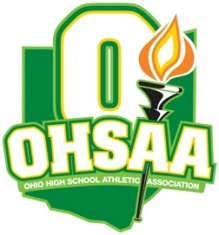 O
OHSAA
OHIO HIGH SCHOOL ATHLETIC ASSOCIATION